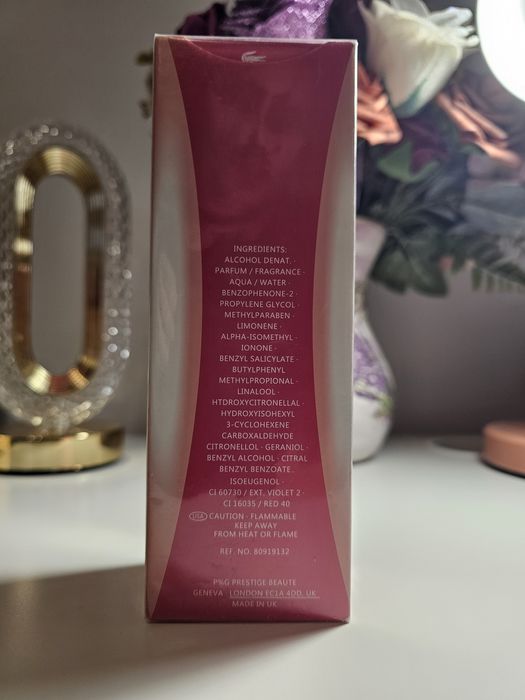 INGREDIENTS:
ALCOHOL DENAT. ·
PARFUM / FRAGRANCE ·
AQUA / WATER ·
BENZOPHENONE-2 ·
PROPYLENE GLYCOL ·
METHYLPARABEN ·
LIMONENE ·
ALPHA-ISOMETHYL ·
IONONE ·
BENZYL SALICYLATE ·
BUTYLPHENYL
METHYLPROPIONAL ·
LINALOOL ·
HTDROXYCITRONELLAL ·
HYDROXYISOHEXYL
3-CYCLOHEXENE
CARBOXALDEHYDE
CITRONELLOL · GERANIOL ·
BENZYL ALCOHOL · CITRAL
BENZYL BENZOATE
ISOEUGENOL ·
CI 60730 / EXT. VIOLET 2 ·
CI 16035 / RED 40
USA CAUTION - FLAMMABLE
KEEP AWAY
FROM HEAT OR FLAME
REF. NO. 80919132
P%G PRESTIGE BEAUTE
GENEVA LONDON EC1A 4DD, UK
MADE IN UK